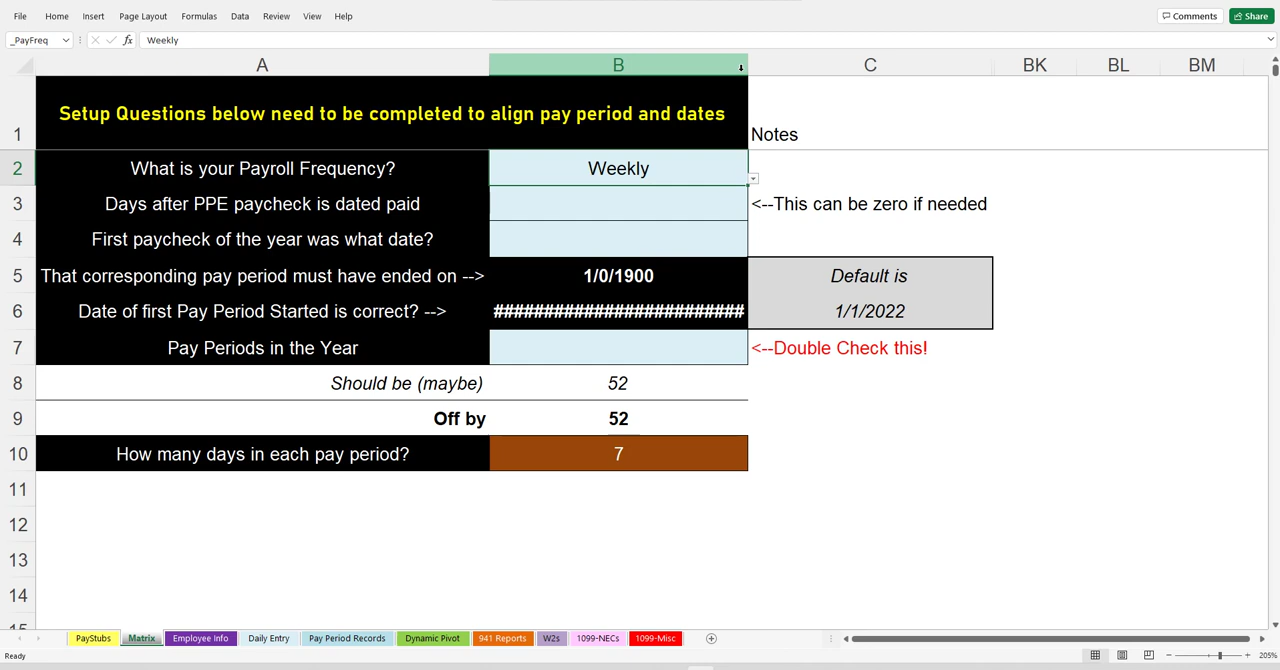 File Home Insert Page Layout Formulas Data Review View Help Comments Share
_PayFreq fx Weekly
A B C BK BL BM
Setup Questions below need to be completed to align pay period and dates
1 Notes
2 What is your Payroll Frequency? Weekly
3 Days after PPE paycheck is dated paid <--This can be zero if needed
4 First paycheck of the year was what date?
5 That corresponding pay period must have ended on --> 1/0/1900 Default is
6 Date of first Pay Period Started is correct? --> ########################## 1/1/2022
7 Pay Periods in the Year <--Double Check this!
8 Should be (maybe) 52
9 Off by 52
10 How many days in each pay period? 7
11
12
13
14
15
PayStubs Matrix Employee Info Daily Entry Pay Period Records Dynamic Pivot 941 Reports W2s 1099-NECs 1099-Misc
Ready 205%